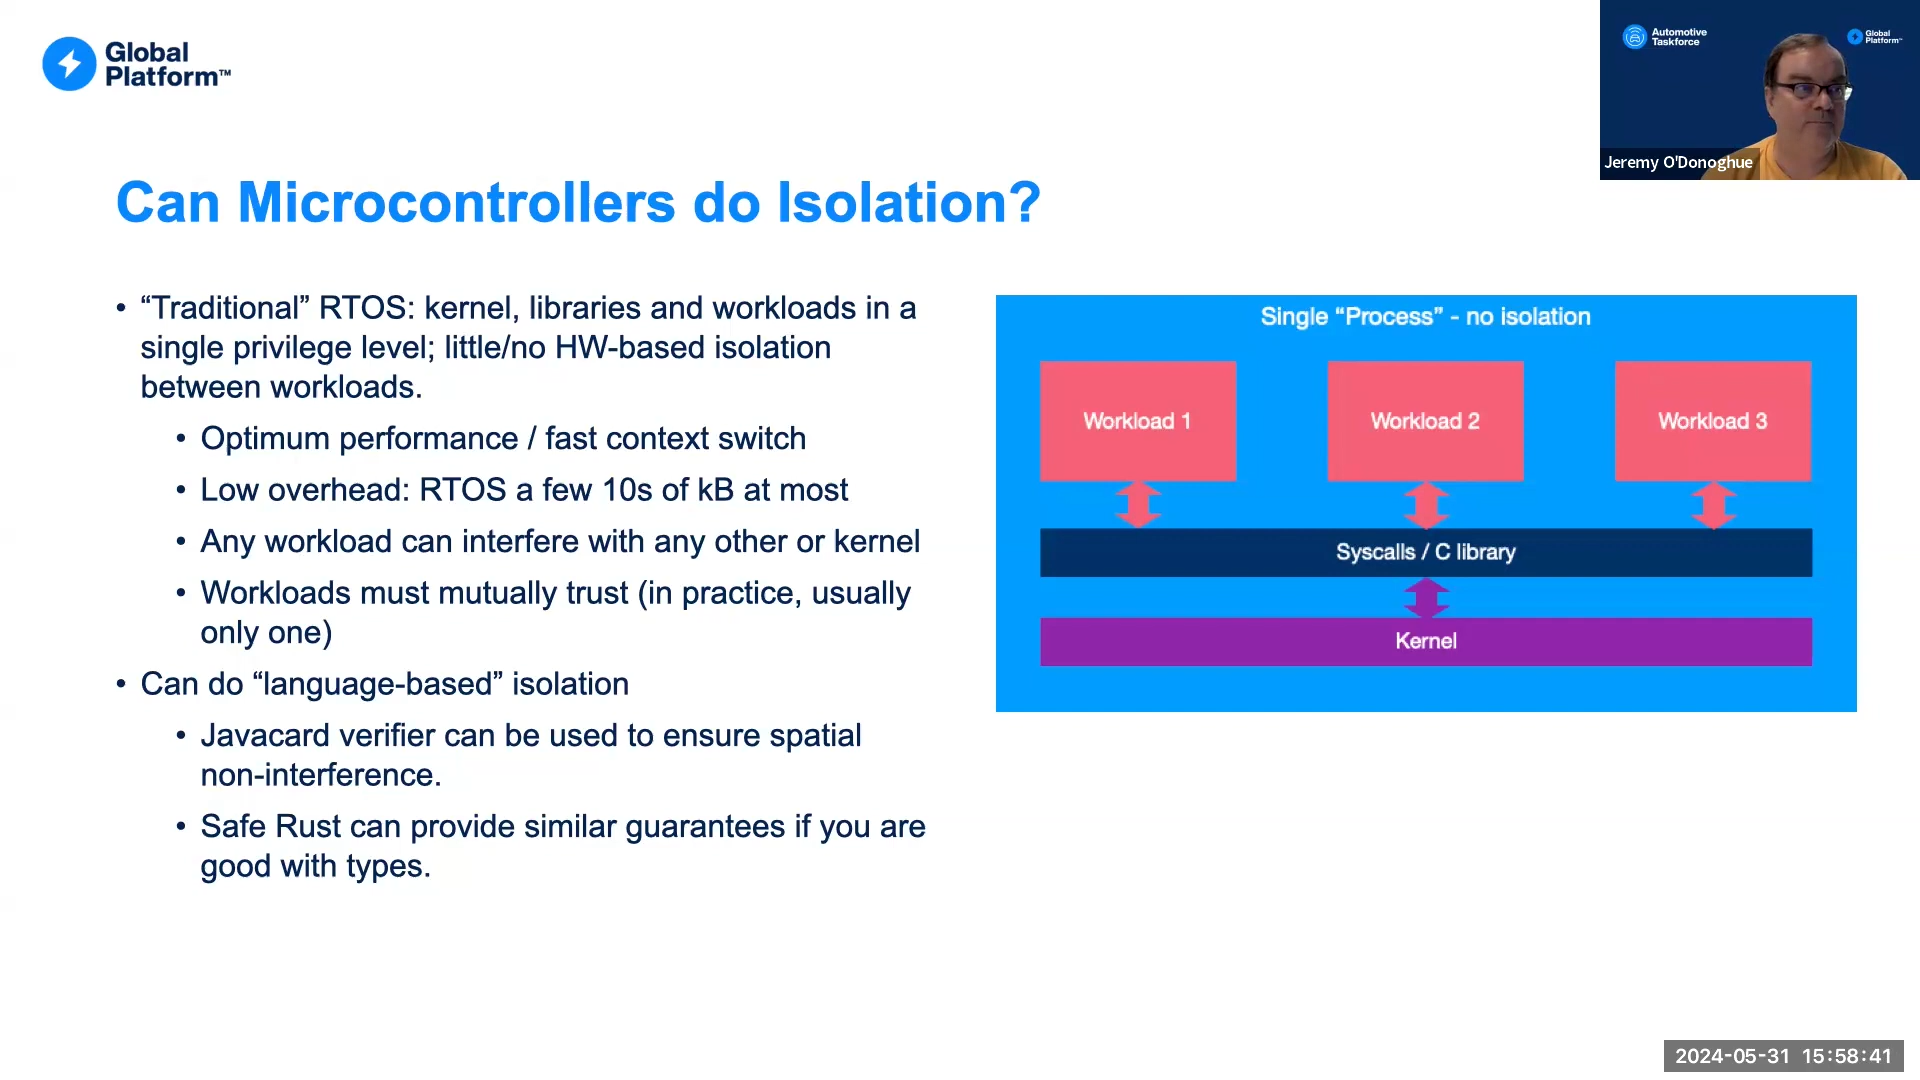 Global
Platform™
Automotive
Taskforce
Global
Platform™
Jeremy O'Donoghue
Can Microcontrollers do Isolation?
• “Traditional” RTOS: kernel, libraries and workloads in a
single privilege level; little/no HW-based isolation
between workloads.
• Optimum performance / fast context switch
• Low overhead: RTOS a few 10s of kB at most
• Any workload can interfere with any other or kernel
• Workloads must mutually trust (in practice, usually
only one)
• Can do “language-based” isolation
• Javacard verifier can be used to ensure spatial
non-interference.
• Safe Rust can provide similar guarantees if you are
good with types.
Single “Process” - no isolation
Workload 1
Workload 2
Workload 3
Syscalls / C library
Kernel
2024-05-31 15:58:41